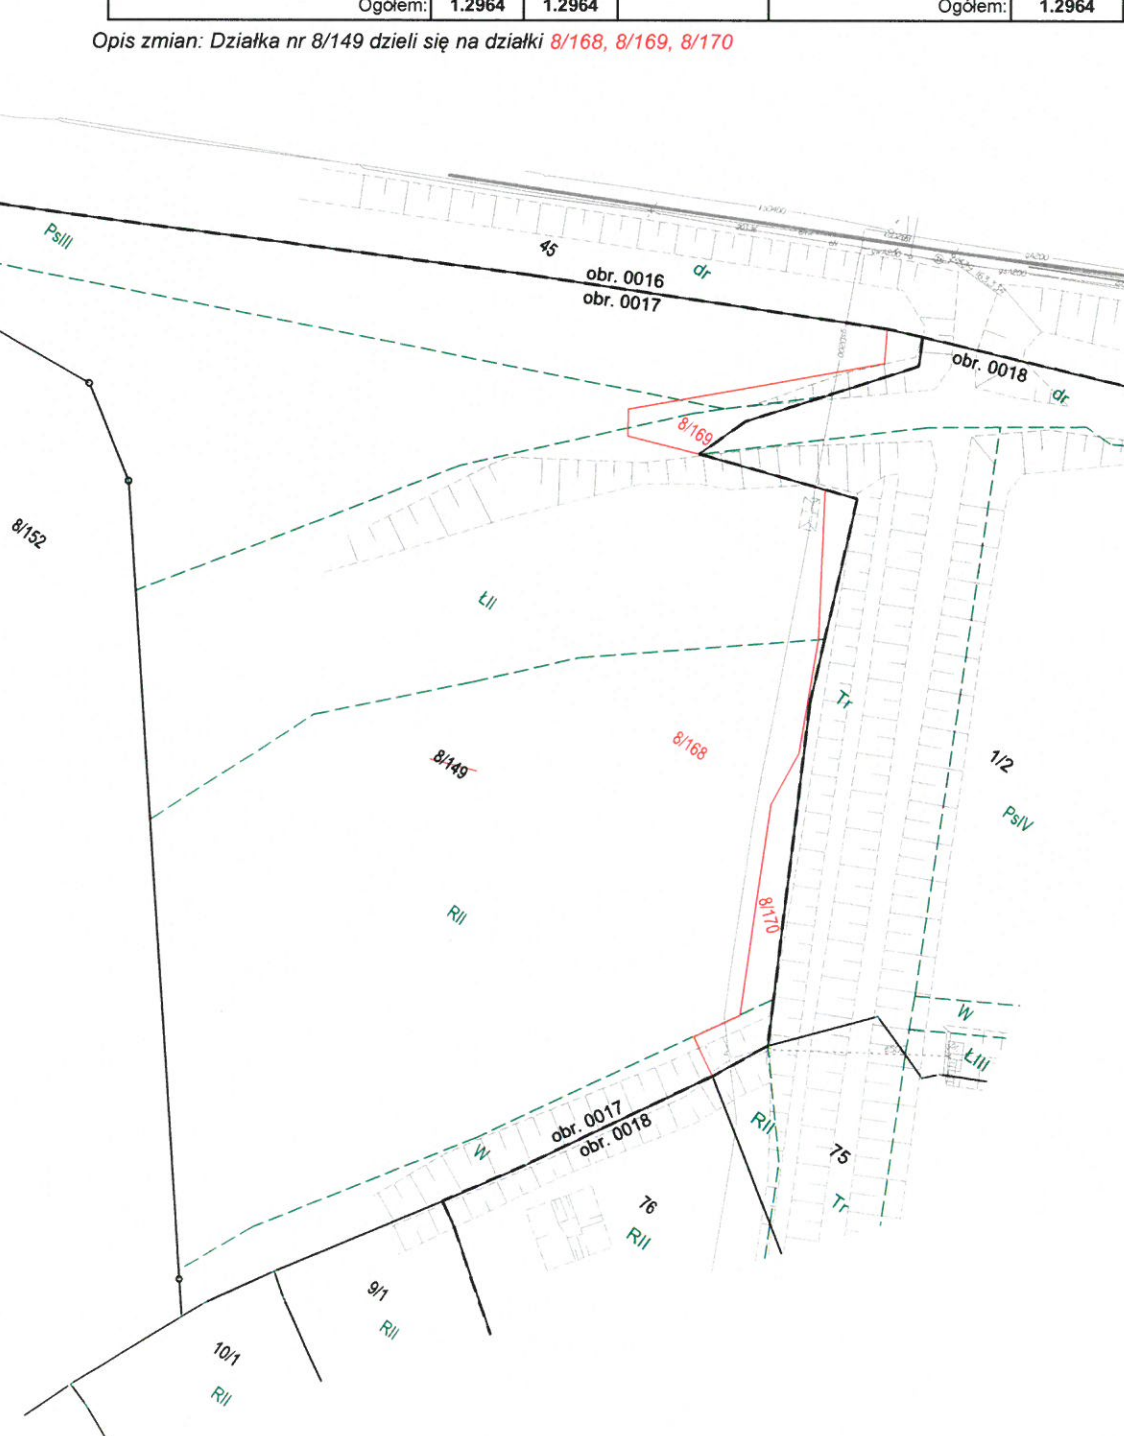 Ogółem: 1.2964 1.2964 Ogółem: 1.2964
Opis zmian: Działka nr 8/149 dzieli się na działki 8/168, 8/169, 8/170
PsIII
45
dr
obr. 0016
obr. 0017
obr. 0018
dr
8/169
8/152
ŁII
Tr
8/168
8/149
1/2
PsIV
RII
8/170
W
ŁIII
obr. 0017
obr. 0018
W
RII
75
Tr
76
RII
9/1
RII
10/1
RII